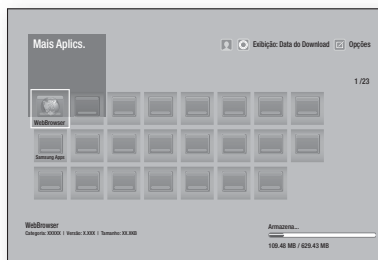 Mais Aplics.
Exibição: Data do Download Opções
1 /23
WebBrowser
Samsung Apps
WebBrowser
Categoria: XXXXX I Versão: X.XXX I Tamanho: XX.XKB
Armazena...
109.48 MB / 629.43 MB